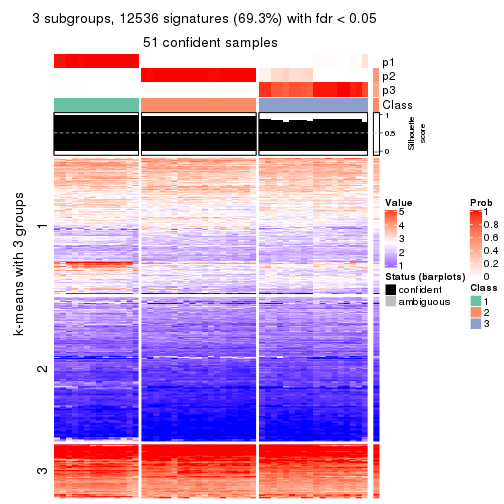 3 subgroups, 12536 signatures (69.3%) with fdr < 0.05
51 confident samples
p1
p2
p3
Class
1
0.5
0
Silhouette
score
k-means with 3 groups
1
2
3
Value
5
4
3
2
1
Status (barplots)
confident
ambiguous
Prob
1
0.8
0.6
0.4
0.2
0
Class
1
2
3